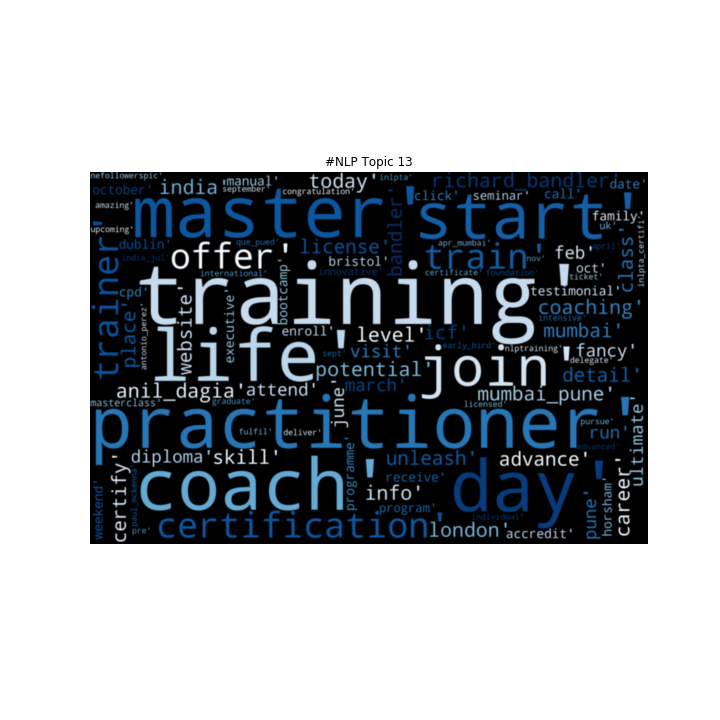 #NLP Topic 13
nefollowerspic' 'manual' today' inlpta' richard_bandler' date'
october' india' september' congratulation' click' seminar' call'
amazing' master' start' family'
upcoming' uk'
dublin' que_pued' license' bandler' apr_mumbai' feb' april'
india_jul' offer' bristol' train' nov' class' inlpta_certifi'
trainer' international' innovative' certificate' foundation' oct' ticket'
cpd' training' testimonial'
place' antonio_perez' website' executive' bootcamp' coaching'
enroll' level' icf' intensive' mumbai'
life' sept' visit' early_bird' nlptraining' fancy'
potential' join' delegate' detail'
anil_dagia' attend' march' mumbai_pune'
masterclass' graduate' june' licensed' pursue'
practitioner' ultimate'
fulfil' deliver' run'
diploma' skill' programme' unleash' advance' advanced'
certify' coach' receive' day' career'
weekend' paul_mckenna' info' pune' horsham'
program' individual'
pre' certification' london' accredit'